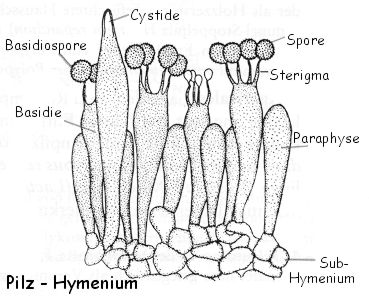 Cystide
Basidiospore
Spore
Sterigma
Basidie
Paraphyse
Sub-
Hymenium
Pilz - Hymenium